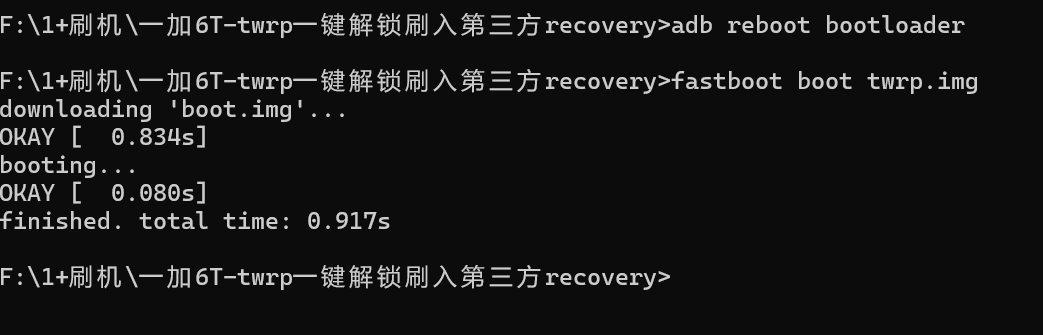 F:\1+刷机\一加6T-twrp一键解锁刷入第三方recovery>adb reboot bootloader
F:\1+刷机\一加6T-twrp一键解锁刷入第三方recovery>fastboot boot twrp.img
downloading 'boot.img'...
OKAY [  0.834s]
booting...
OKAY [  0.080s]
finished. total time: 0.917s
F:\1+刷机\一加6T-twrp一键解锁刷入第三方recovery>